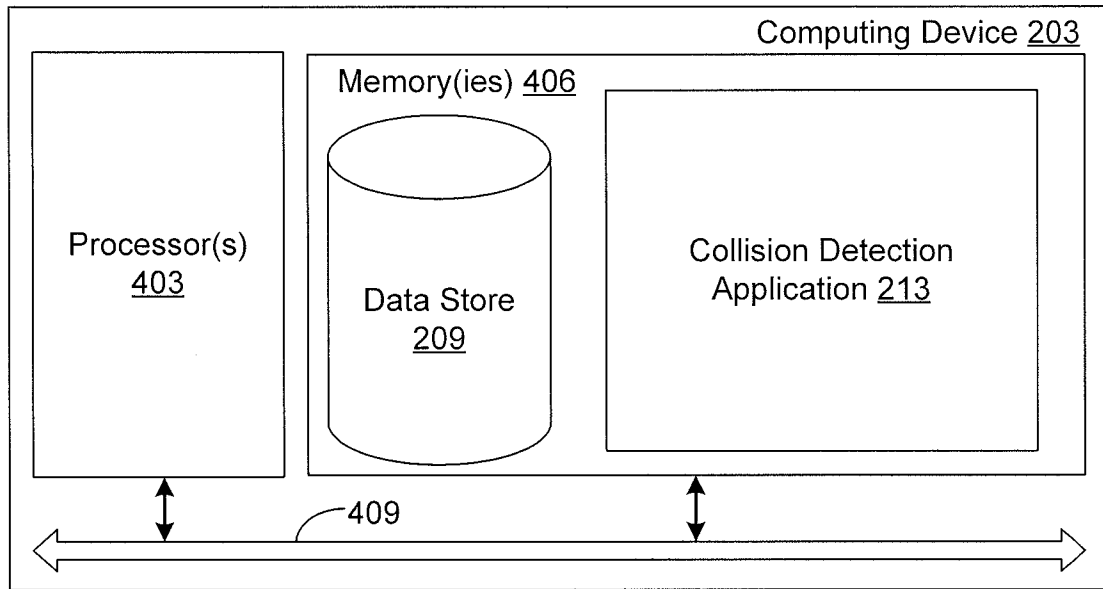 Computing Device 203
Memory(ies) 406
Processor(s)
403
Data Store
209
Collision Detection
Application 213
409